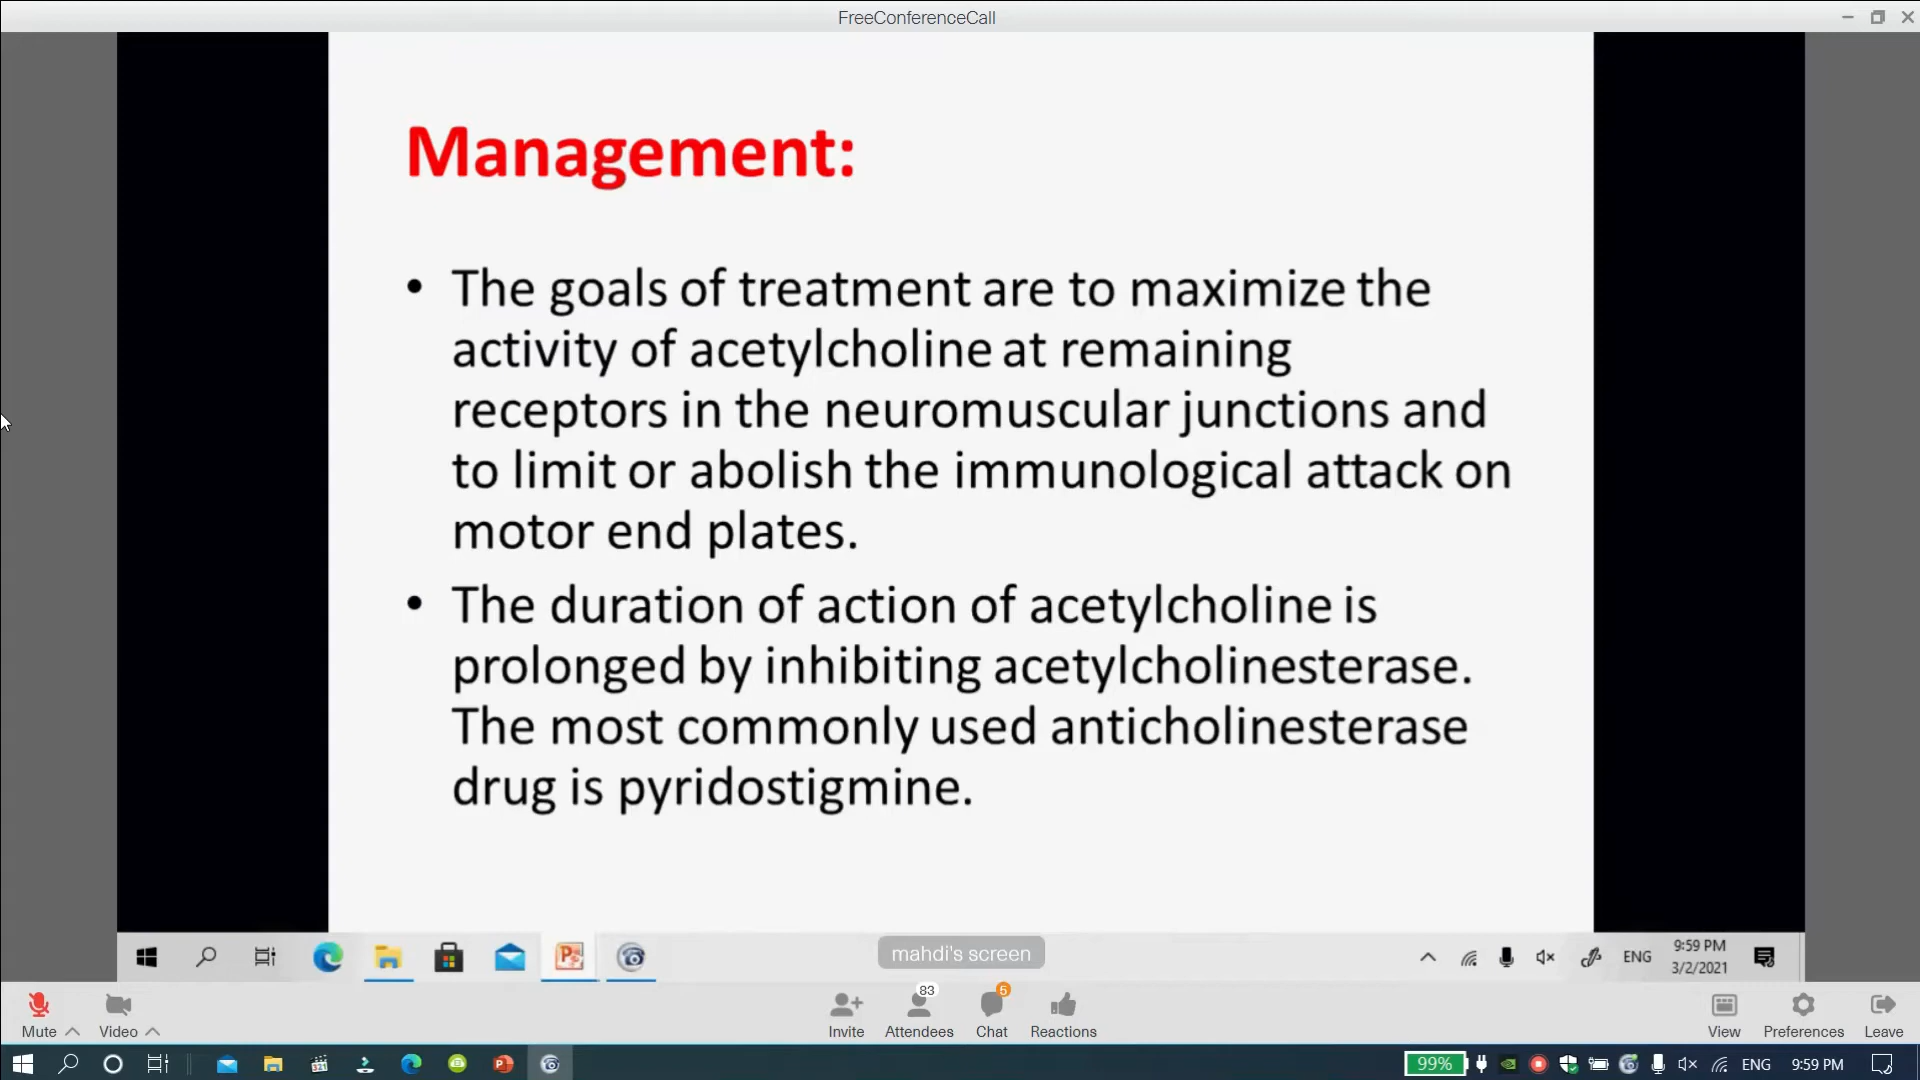 FreeConferenceCall
Management:
• The goals of treatment are to maximize the
activity of acetylcholine at remaining
receptors in the neuromuscular junctions and
to limit or abolish the immunological attack on
motor end plates.
• The duration of action of acetylcholine is
prolonged by inhibiting acetylcholinesterase.
The most commonly used anticholinesterase
drug is pyridostigmine.
mahdi's screen
ENG
9:59 PM
3/2/2021
83
5
Mute
Video
Invite
Attendees
Chat
Reactions
View
Preferences
Leave
99%
ENG
9:59 PM